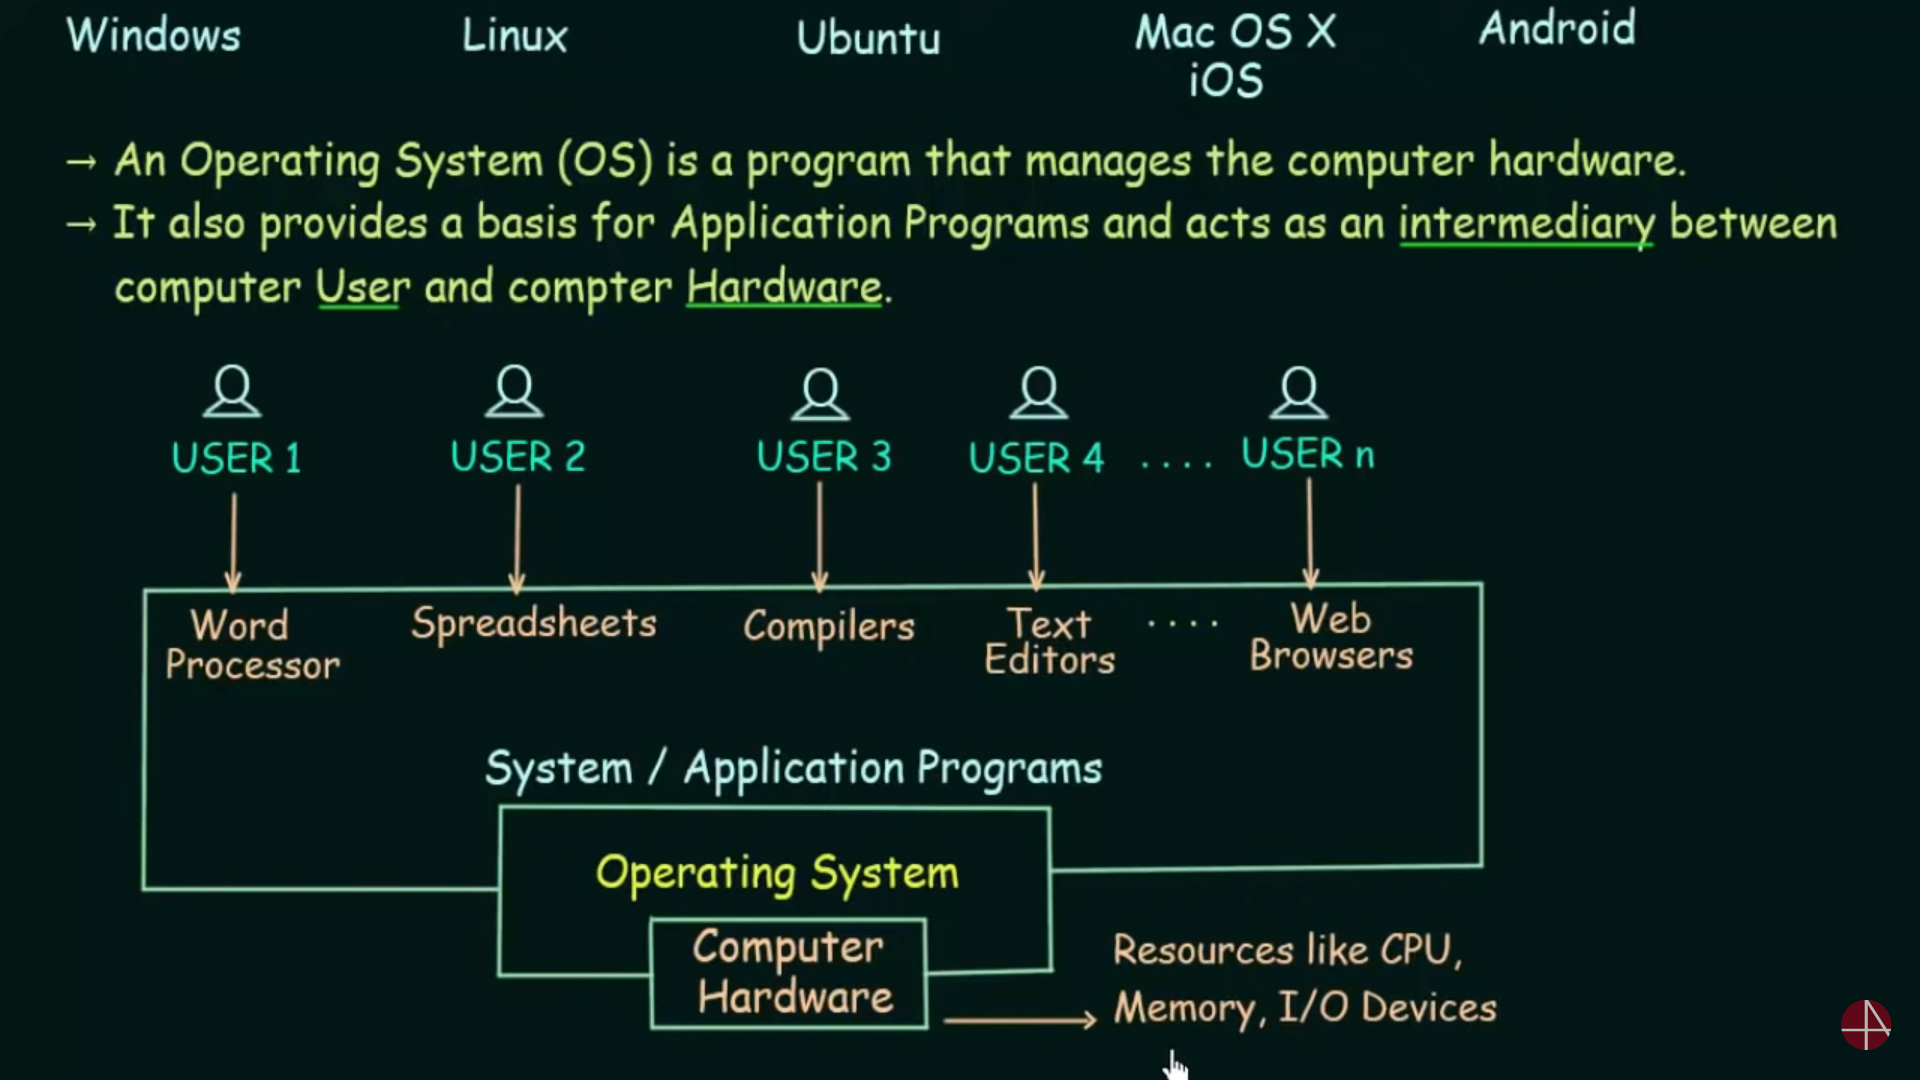 Windows Linux Ubuntu Mac OS X Android
iOS
→ An Operating System (OS) is a program that manages the computer hardware.
→ It also provides a basis for Application Programs and acts as an intermediary between
computer User and compter Hardware.
USER 1 USER 2 USER 3 USER 4 .... USER n
Word Processor
Spreadsheets
Compilers
Text Editors
....
Web Browsers
System / Application Programs
Operating System
Computer
Hardware
Resources like CPU,
Memory, I/O Devices